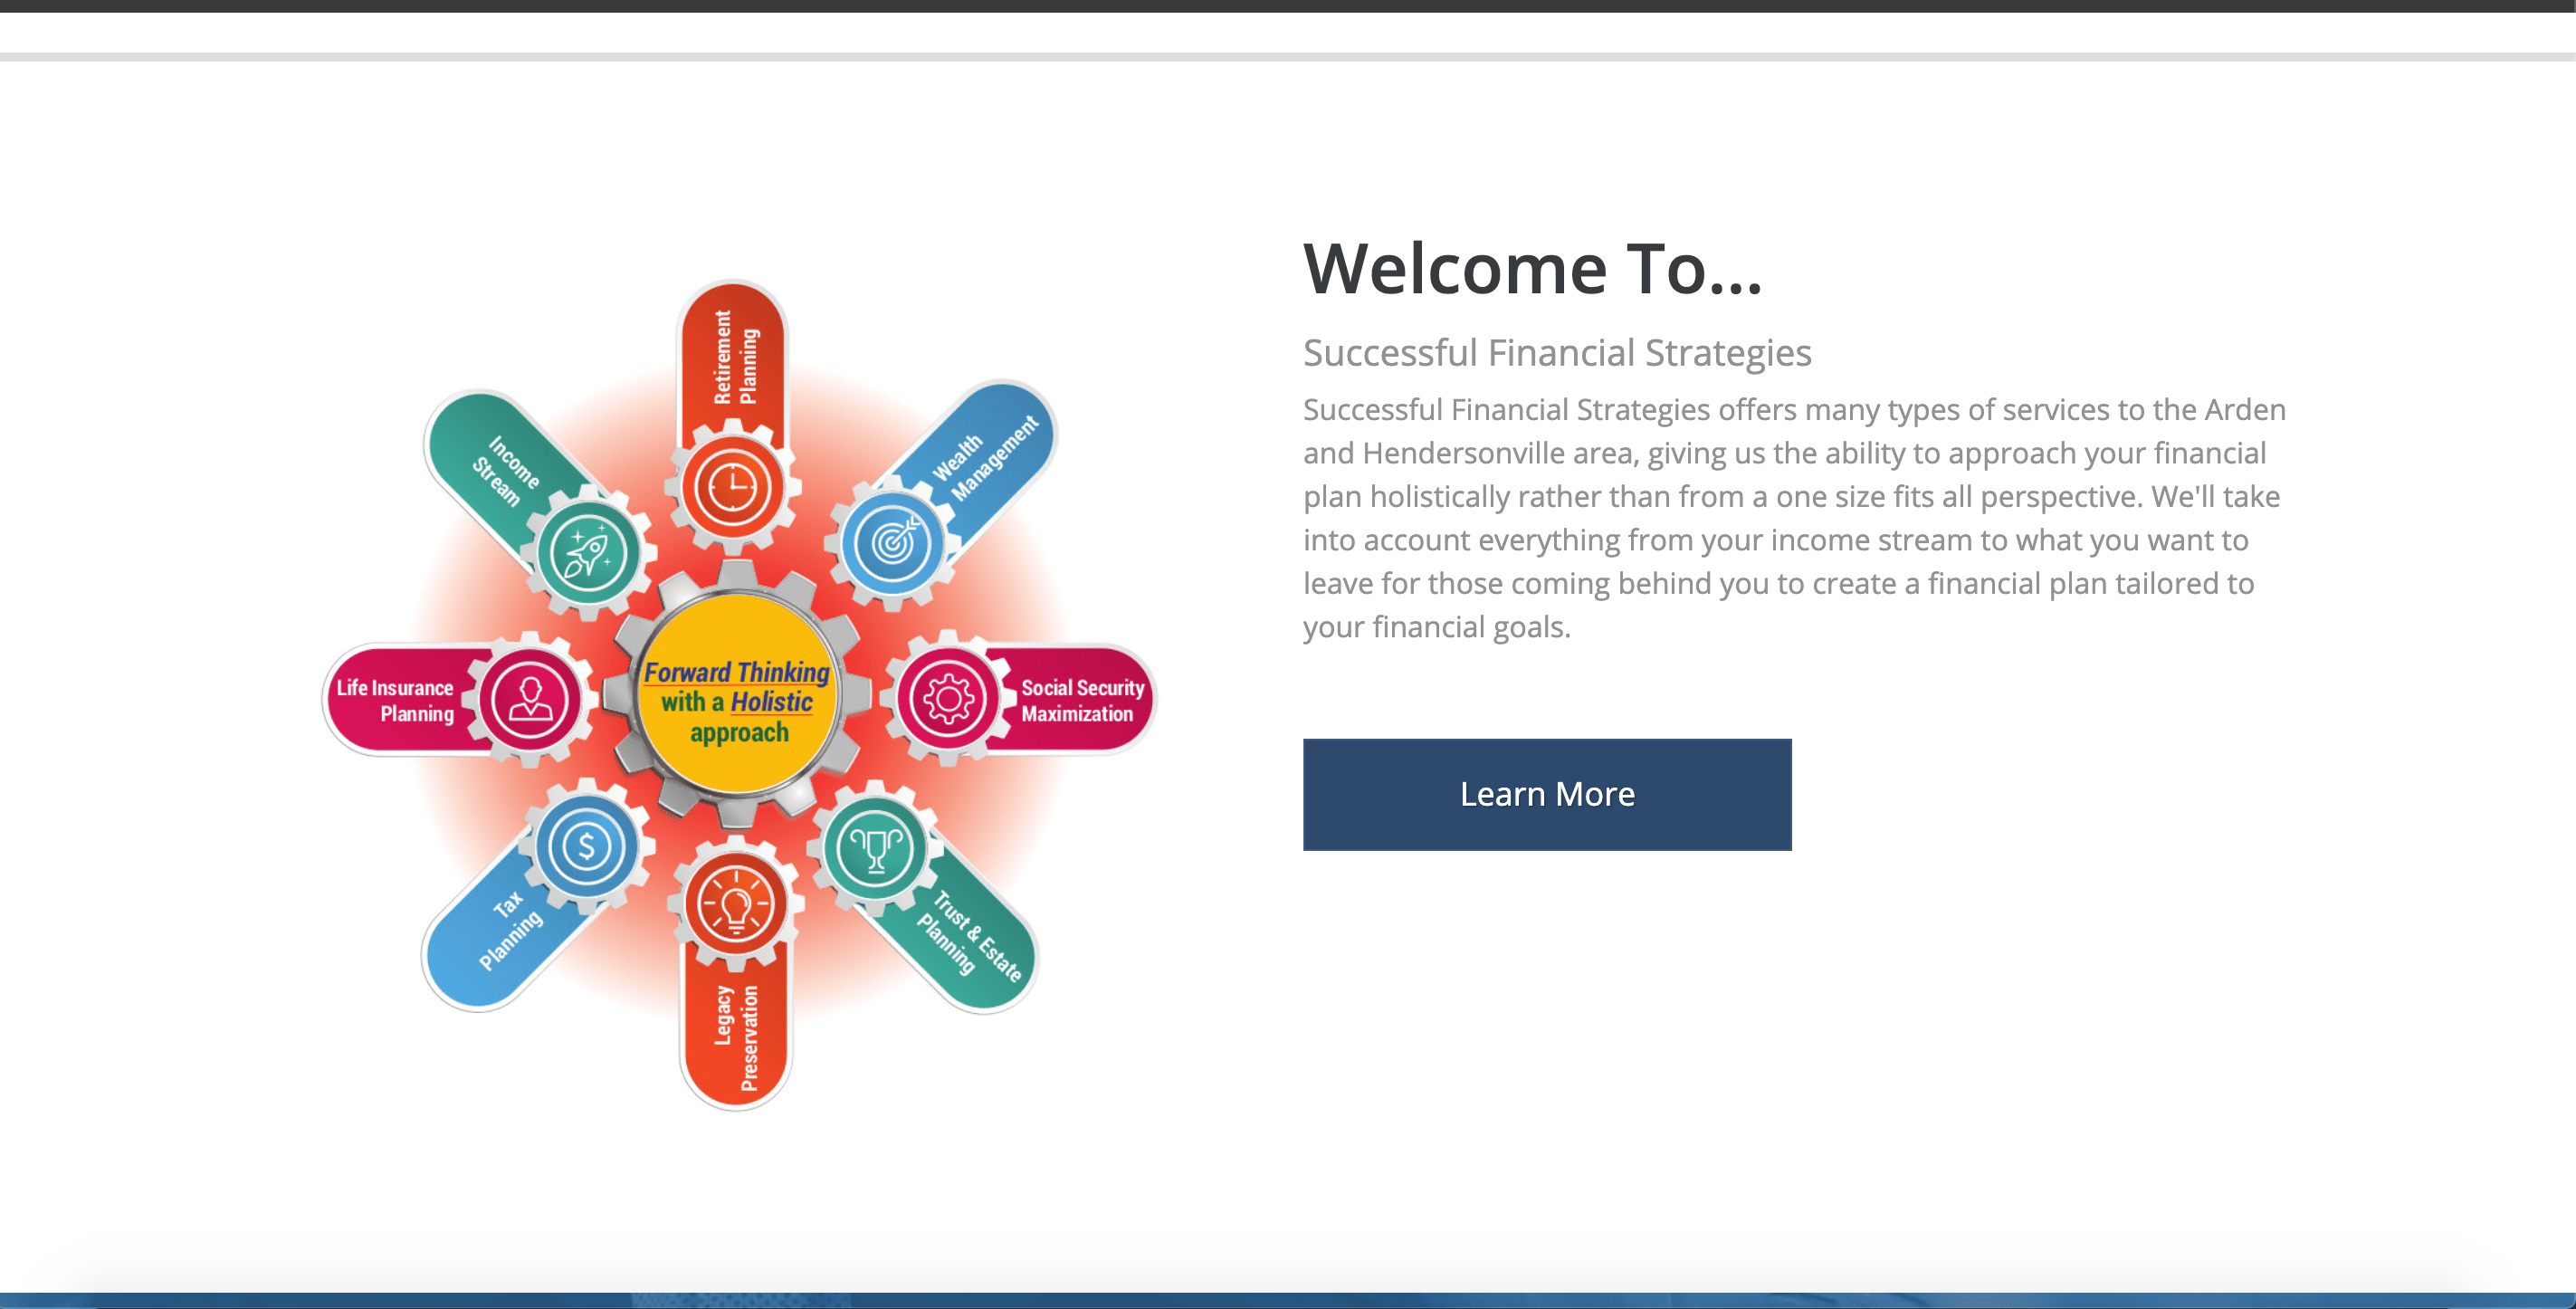 Retirement
Planning
Wealth
Management
Income
Stream
Life Insurance
Planning
Forward Thinking
with a Holistic
approach
Social Security
Maximization
Tax
Planning
Trust & Estate
Planning
Legacy
Preservation
$
Welcome To...
Successful Financial Strategies
Successful Financial Strategies offers many types of services to the Arden
and Hendersonville area, giving us the ability to approach your financial
plan holistically rather than from a one size fits all perspective. We'll take
into account everything from your income stream to what you want to
leave for those coming behind you to create a financial plan tailored to
your financial goals.
Learn More